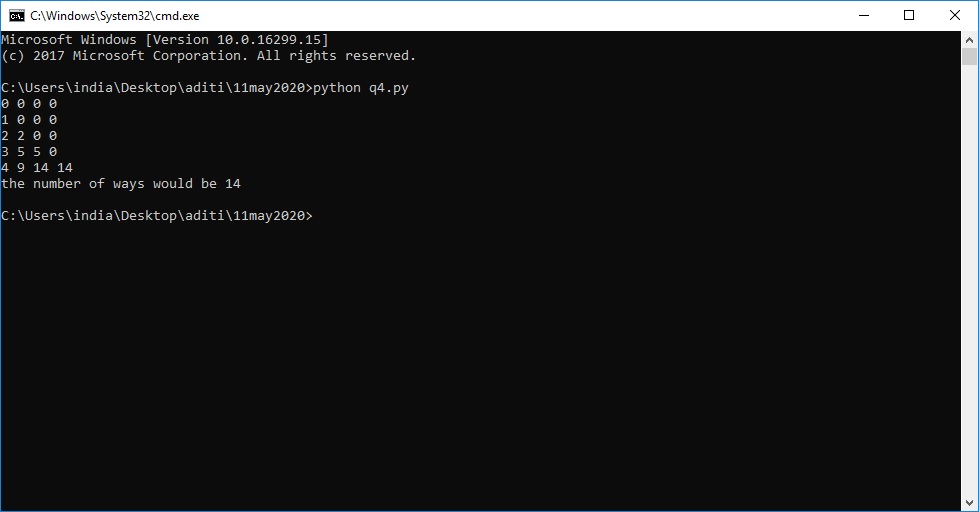 C:\Windows\System32\cmd.exe
Microsoft Windows [Version 10.0.16299.15]
(c) 2017 Microsoft Corporation. All rights reserved.
C:\Users\india\Desktop\aditi\11may2020>python q4.py
0 0 0 0
1 0 0 0
2 2 0 0
3 5 5 0
4 9 14 14
the number of ways would be 14
C:\Users\india\Desktop\aditi\11may2020>